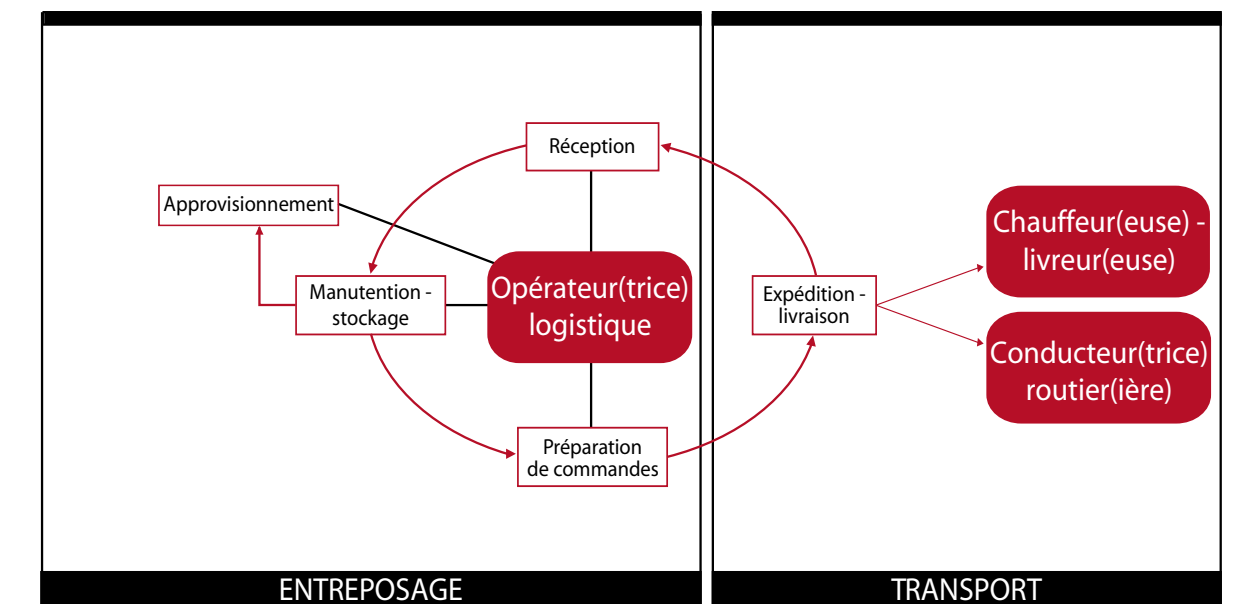 Réception
Approvisionnement
Manutention -
stockage
Opérateur(trice)
logistique
Préparation
de commandes
Expédition -
livraison
Chauffeur(euse) -
livreur(euse)
Conducteur(trice)
routier(ière)
ENTREPOSAGE
TRANSPORT